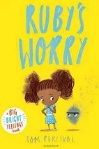 RUBY'S
WORRY
A
BIG
BRIGHT
FEELINGS
BOOK
TOM PERCIVAL